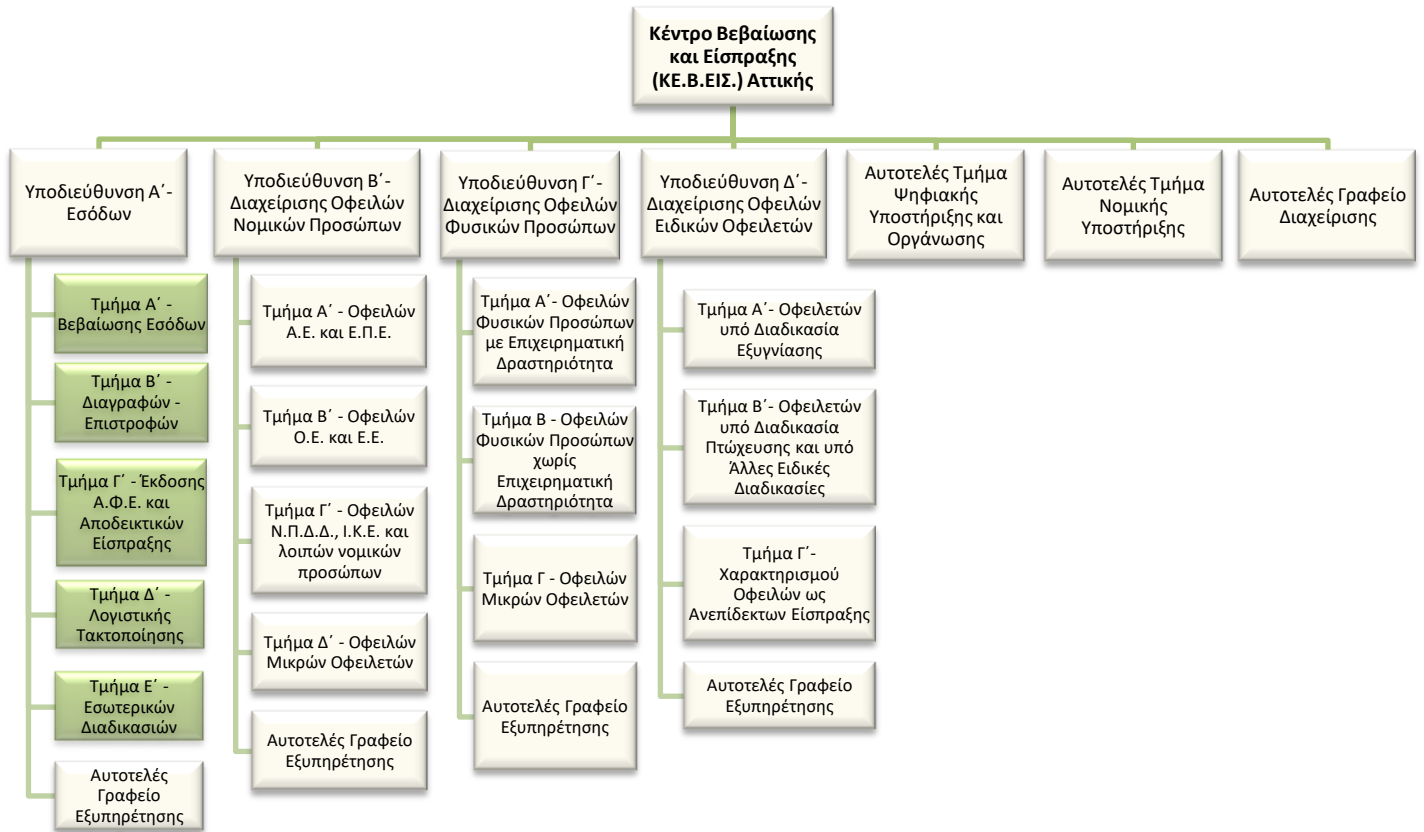 Κέντρο Βεβαίωσης
και Είσπραξης
(ΚΕ.Β.ΕΙΣ.) Αττικής
Υποδιεύθυνση Α΄-
Εσόδων
Τμήμα Α΄ -
Βεβαίωσης Εσόδων
Τμήμα Β΄ -
Διαγραφών -
Επιστροφών
Τμήμα Γ΄ - Έκδοσης
Α.Φ.Ε. και
Αποδεικτικών
Είσπραξης
Τμήμα Δ΄ -
Λογιστικής
Τακτοποίησης
Τμήμα Ε΄ -
Εσωτερικών
Διαδικασιών
Αυτοτελές
Γραφείο
Εξυπηρέτησης
Υποδιεύθυνση Β΄-
Διαχείρισης Οφειλών
Νομικών Προσώπων
Τμήμα Α΄ - Οφειλών
Α.Ε. και Ε.Π.Ε.
Τμήμα Β΄ - Οφειλών
Ο.Ε. και Ε.Ε.
Τμήμα Γ΄ - Οφειλών
Ν.Π.Δ.Δ., Ι.Κ.Ε. και
λοιπών νομικών
προσώπων
Τμήμα Δ΄ - Οφειλών
Μικρών Οφειλετών
Αυτοτελές Γραφείο
Εξυπηρέτησης
Υποδιεύθυνση Γ΄-
Διαχείρισης Οφειλών
Φυσικών Προσώπων
Τμήμα Α΄- Οφειλών
Φυσικών Προσώπων
με Επιχειρηματική
Δραστηριότητα
Τμήμα Β - Οφειλών
Φυσικών Προσώπων
χωρίς
Επιχειρηματική
Δραστηριότητα
Τμήμα Γ - Οφειλών
Μικρών Οφειλετών
Αυτοτελές Γραφείο
Εξυπηρέτησης
Υποδιεύθυνση Δ΄-
Διαχείρισης Οφειλών
Ειδικών Οφειλετών
Τμήμα Α΄- Οφειλετών
υπό Διαδικασία
Εξυγνίασης
Τμήμα Β΄- Οφειλετών
υπό Διαδικασία
Πτώχευσης και υπό
Άλλες Ειδικές
Διαδικασίες
Τμήμα Γ΄-
Χαρακτηρισμού
Οφειλών ως
Ανεπίδεκτων Είσπραξης
Αυτοτελές Γραφείο
Εξυπηρέτησης
Αυτοτελές Τμήμα
Ψηφιακής
Υποστήριξης και
Οργάνωσης
Αυτοτελές Τμήμα
Νομικής
Υποστήριξης
Αυτοτελές Γραφείο
Διαχείρισης